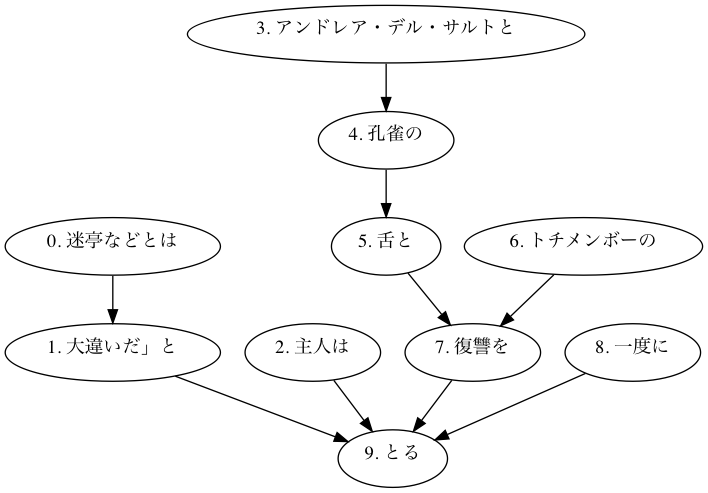 3. アンドレア・デル・サルトと
4. 孔雀の
0. 迷亭などとは
5. 舌と
6. トチメンボーの
1. 大違いだ」と
2. 主人は
7. 復讐を
8. 一度に
9. とる